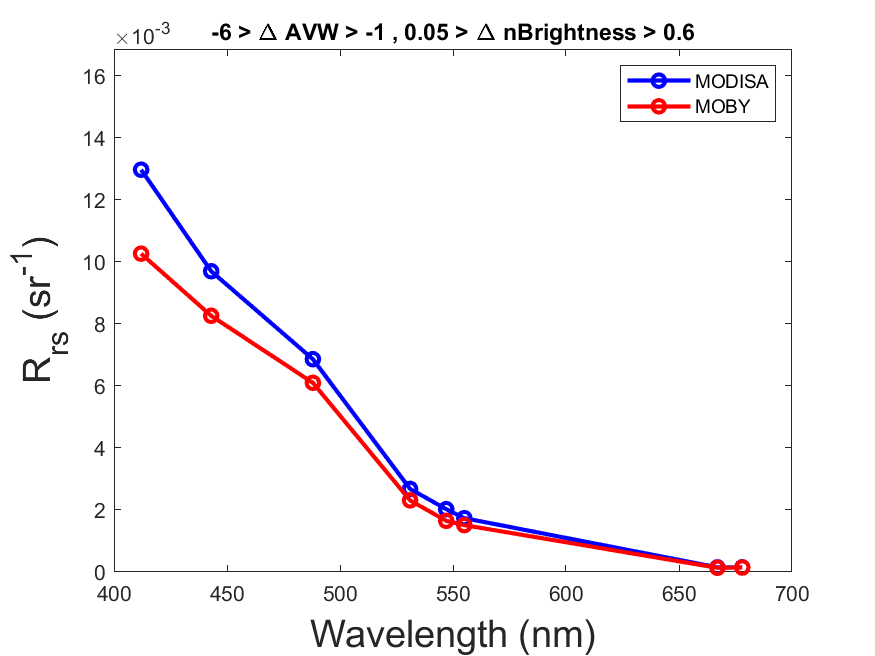 ×10⁻³
-6 > △ AVW > -1 , 0.05 > △ nBrightness > 0.6
MODISA
MOBY
16
14
12
10
8
6
4
2
0
R_rs (sr⁻¹)
400 450 500 550 600 650 700
Wavelength (nm)